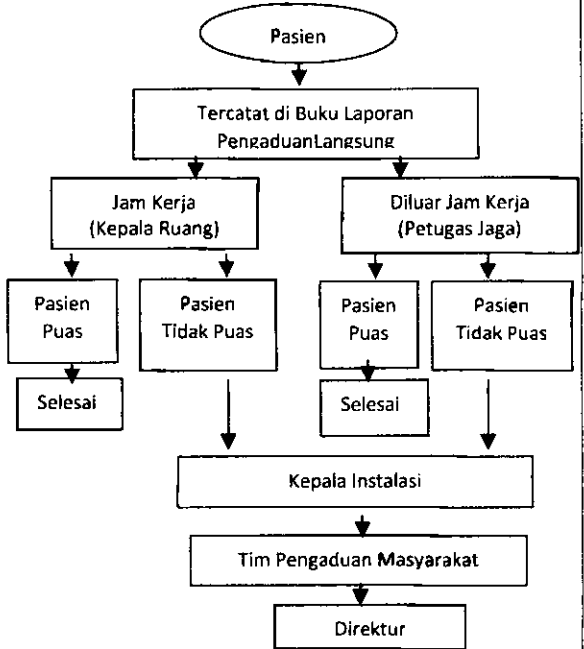 Pasien
Tercatat di Buku Laporan
PengaduanLangsung
Jam Kerja
(Kepala Ruang)
Diluar Jam Kerja
(Petugas Jaga)
Pasien
Puas
Pasien
Tidak Puas
Pasien
Puas
Pasien
Tidak Puas
Selesai
Selesai
Kepala Instalasi
Tim Pengaduan Masyarakat
Direktur